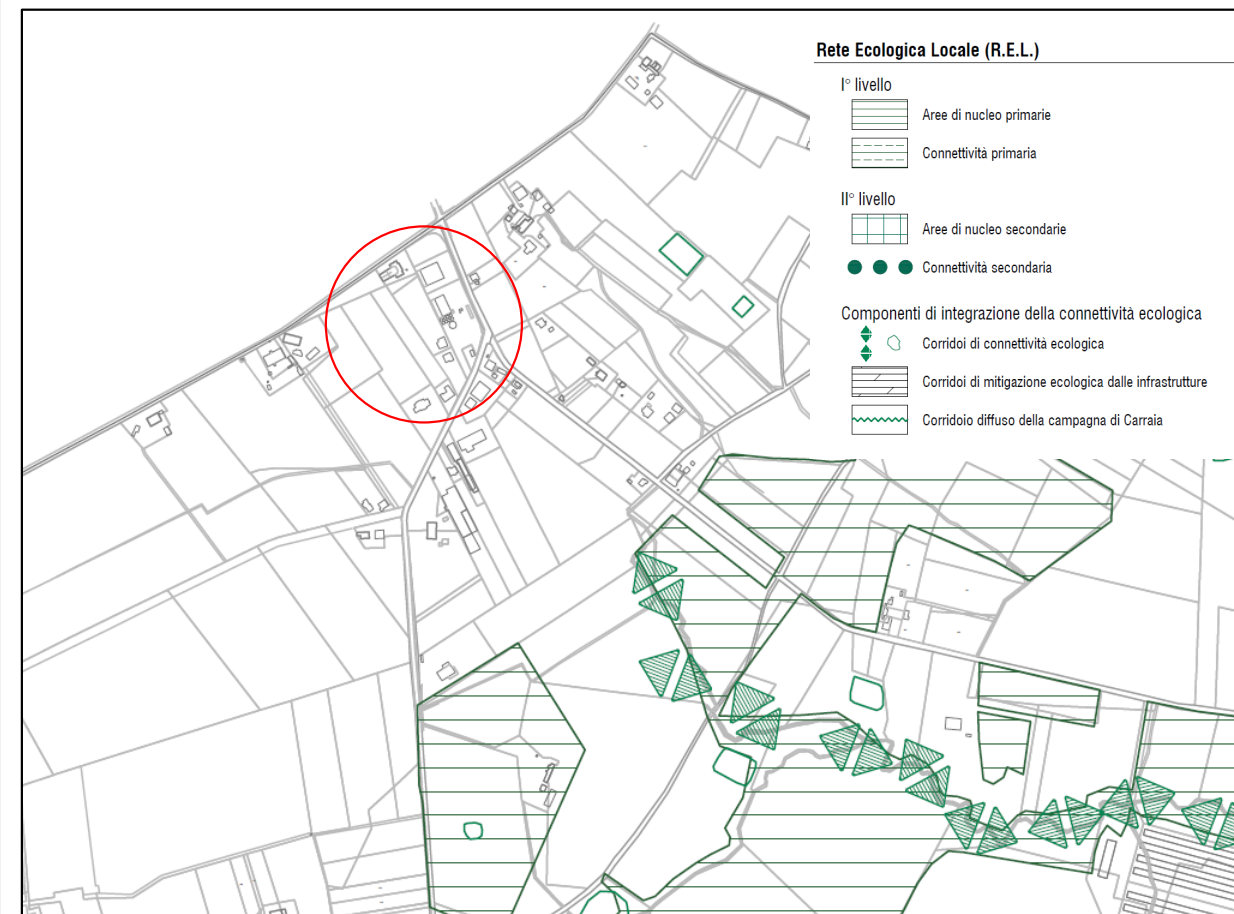 Rete Ecologica Locale (R.E.L.)
I° livello
Aree di nucleo primarie
Connettività primaria
II° livello
Aree di nucleo secondarie
Connettività secondaria
Componenti di integrazione della connettività ecologica
Corridoi di connettività ecologica
Corridoi di mitigazione ecologica dalle infrastrutture
Corridoio diffuso della campagna di Carraia